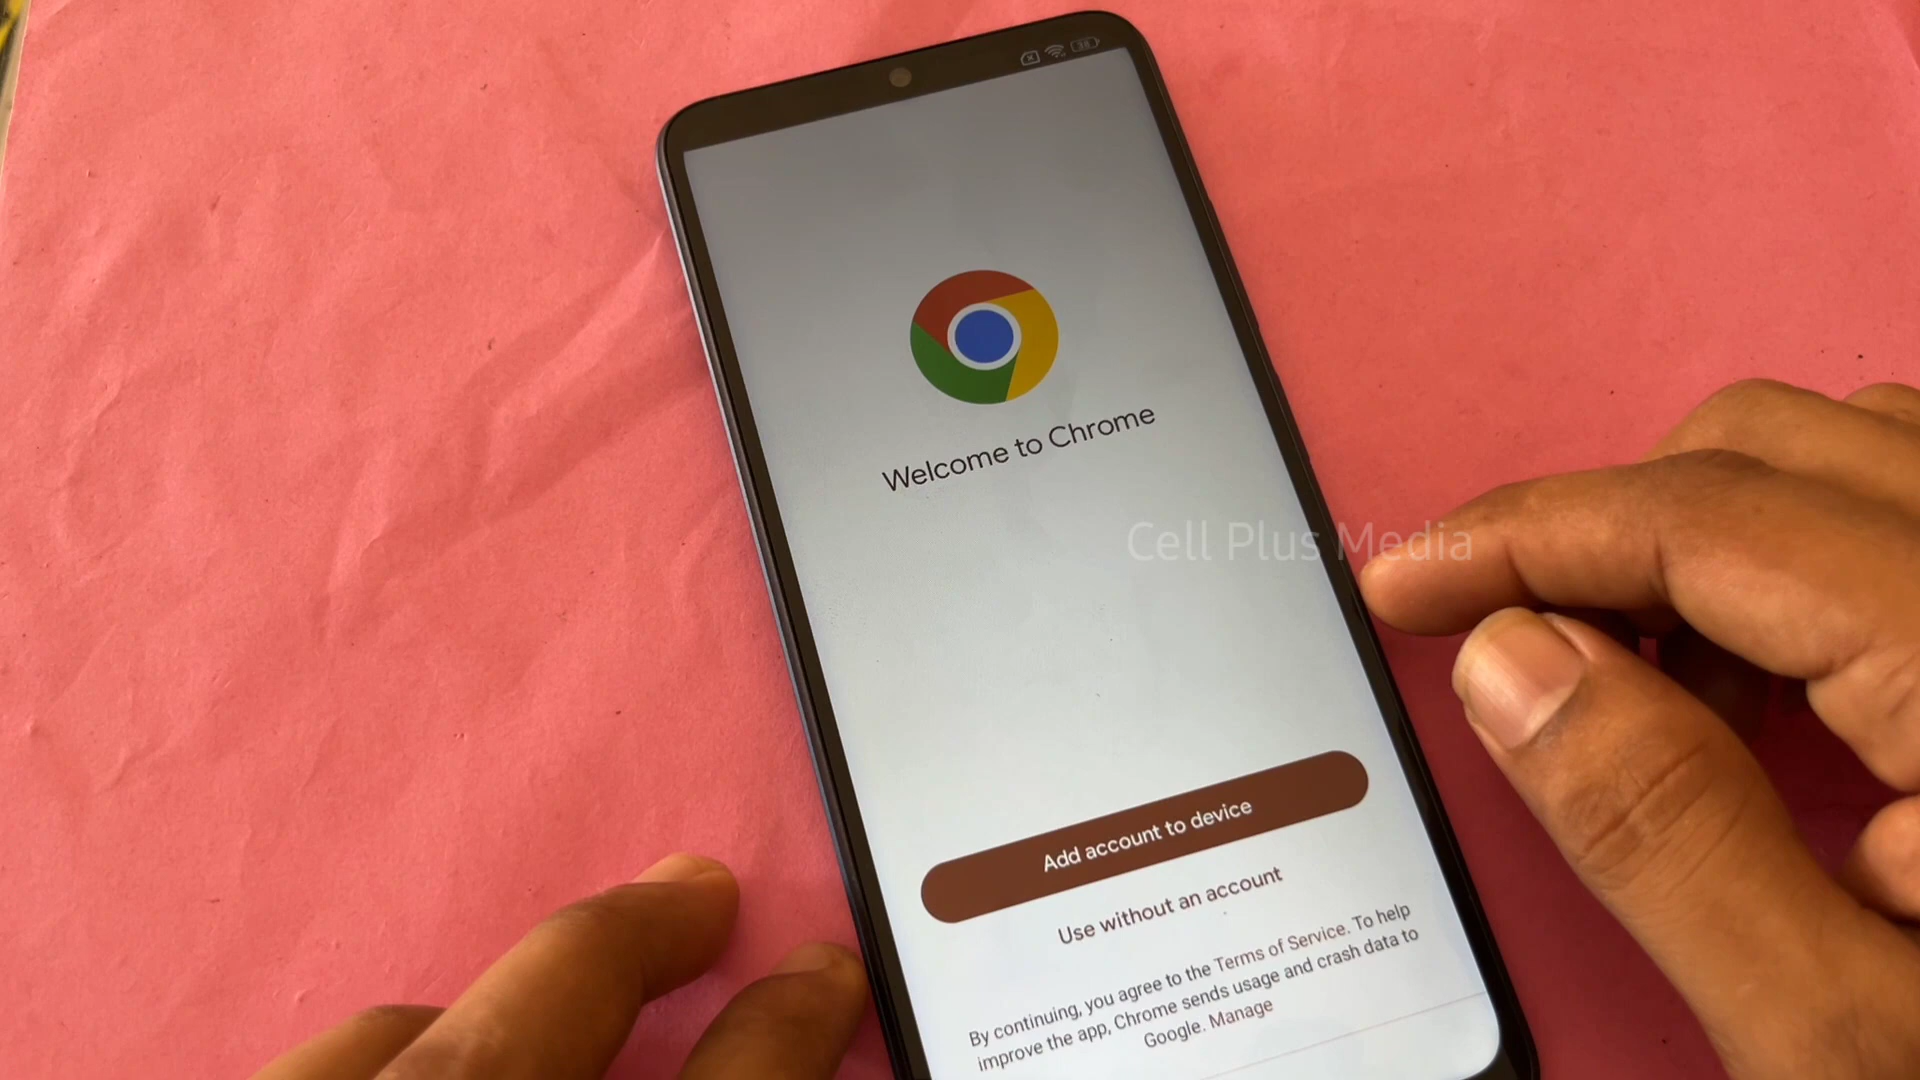 38
Welcome to Chrome
Cell Plus Media
Add account to device
Use without an account
By continuing, you agree to the Terms of Service. To help
improve the app, Chrome sends usage and crash data to
Google. Manage